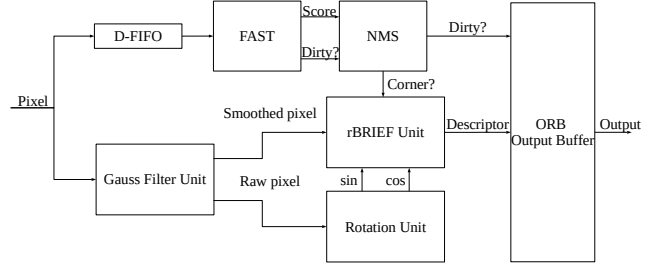 Score
D-FIFO
FAST
NMS
Dirty?
Dirty?
Corner?
Pixel
Smoothed pixel
rBRIEF Unit
Descriptor
ORB
Output Buffer
Output
Gauss Filter Unit
Raw pixel
sin
cos
Rotation Unit